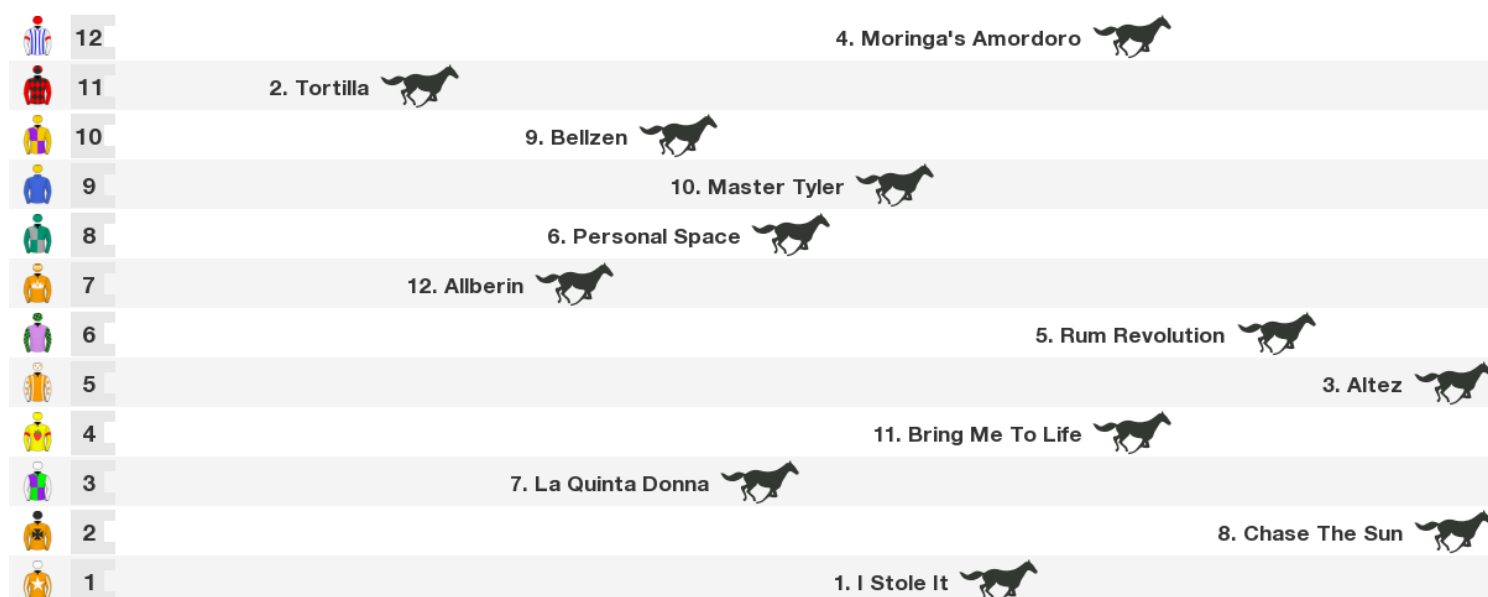 12 4. Moringa's Amordoro
11 2. Tortilla
10 9. Bellzen
9 10. Master Tyler
8 6. Personal Space
7 12. Allberin
6 5. Rum Revolution
5 3. Altez
4 11. Bring Me To Life
3 7. La Quinta Donna
2 8. Chase The Sun
1 1. I Stole It